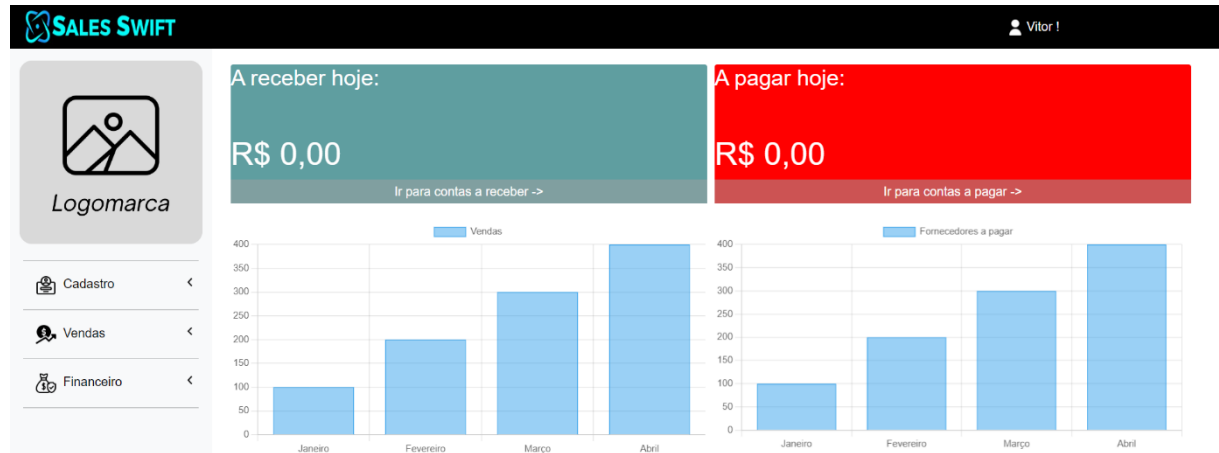 SALES SWIFT
Vitor !
Logomarca
Cadastro
Vendas
Financeiro
A receber hoje:
R$ 0,00
Ir para contas a receber ->
A pagar hoje:
R$ 0,00
Ir para contas a pagar ->
Vendas
400
350
300
250
200
150
100
50
0
Janeiro Fevereiro Março Abril
Fornecedores a pagar
400
350
300
250
200
150
100
50
0
Janeiro Fevereiro Março Abril